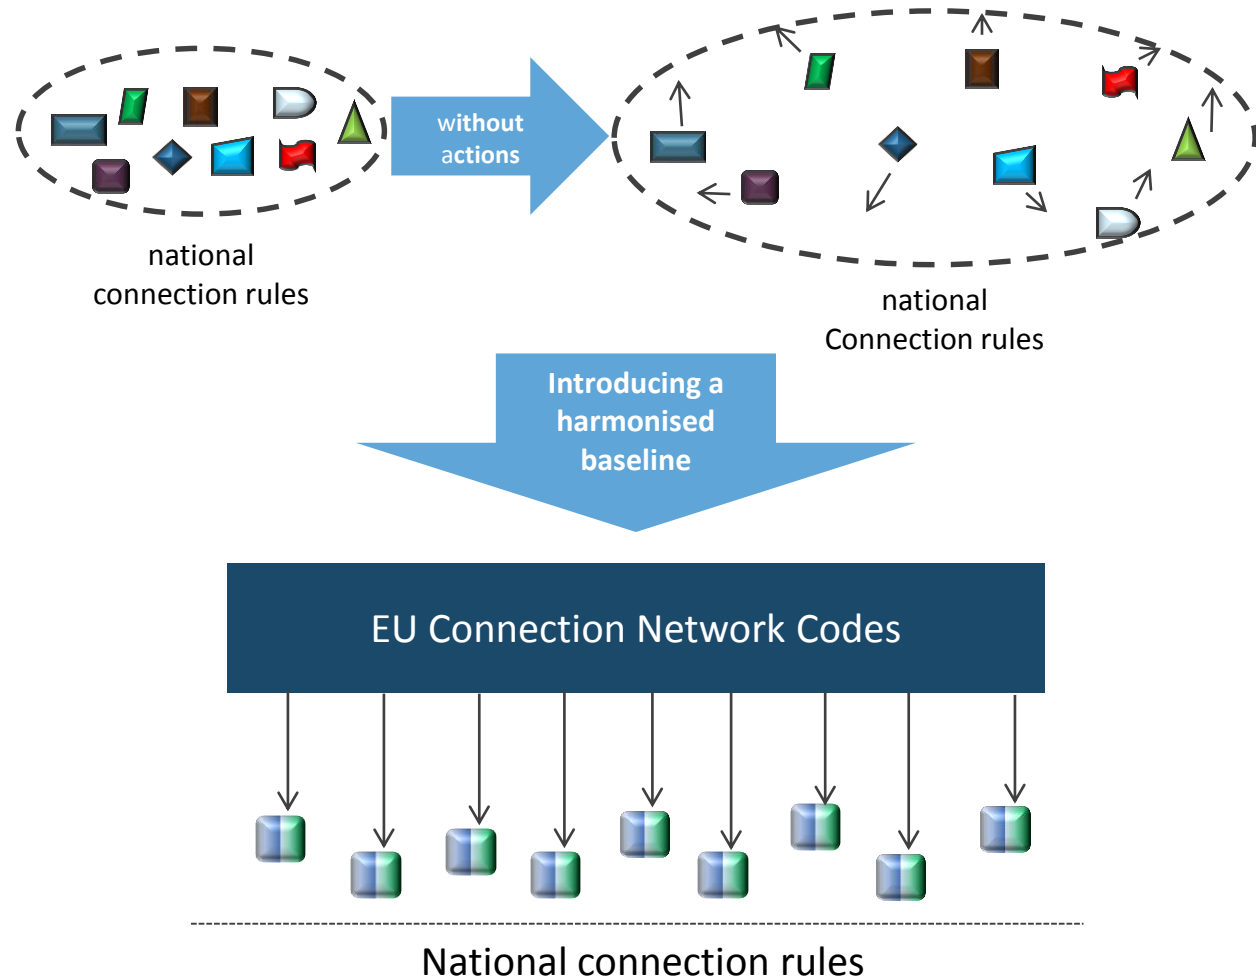 without
actions
national
connection rules
national
Connection rules
Introducing a
harmonised
baseline
EU Connection Network Codes
National connection rules